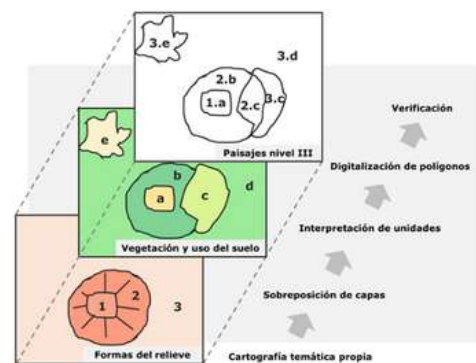 3.e
3.d
2.b
1.a
2.c
3.c
Paisajes nivel III
e
b
a
c
d
Vegetación y uso del suelo
1
2
3
Formas del relieve
Verificación
Digitalización de polígonos
Interpretación de unidades
Sobreposición de capas
Cartografía temática propia